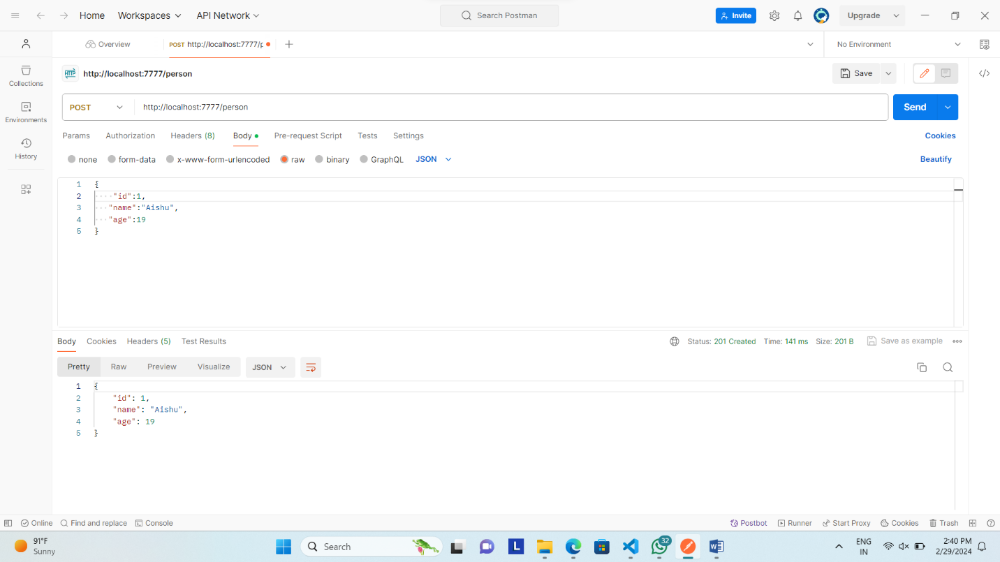 Home Workspaces API Network Search Postman Invite Upgrade
Overview POST http://localhost:7777/p No Environment
HTTP http://localhost:7777/person Save
Collections
POST http://localhost:7777/person Send
Environments
Params Authorization Headers (8) Body Pre-request Script Tests Settings Cookies
History
none form-data x-www-form-urlencoded raw binary GraphQL JSON Beautify
1 {
2 ····"id":1,
3 ···"name":"Aishu",
4 ···"age":19
5 }
Body Cookies Headers (5) Test Results Status: 201 Created Time: 141 ms Size: 201 B Save as example
Pretty Raw Preview Visualize JSON
1 {
2 "id": 1,
3 "name": "Aishu",
4 "age": 19
5 }
Online Find and replace Console Postbot Runner Start Proxy Cookies Trash
91°F
Sunny
Search
L
32
W
ENG
IN
2:40 PM
2/29/2024